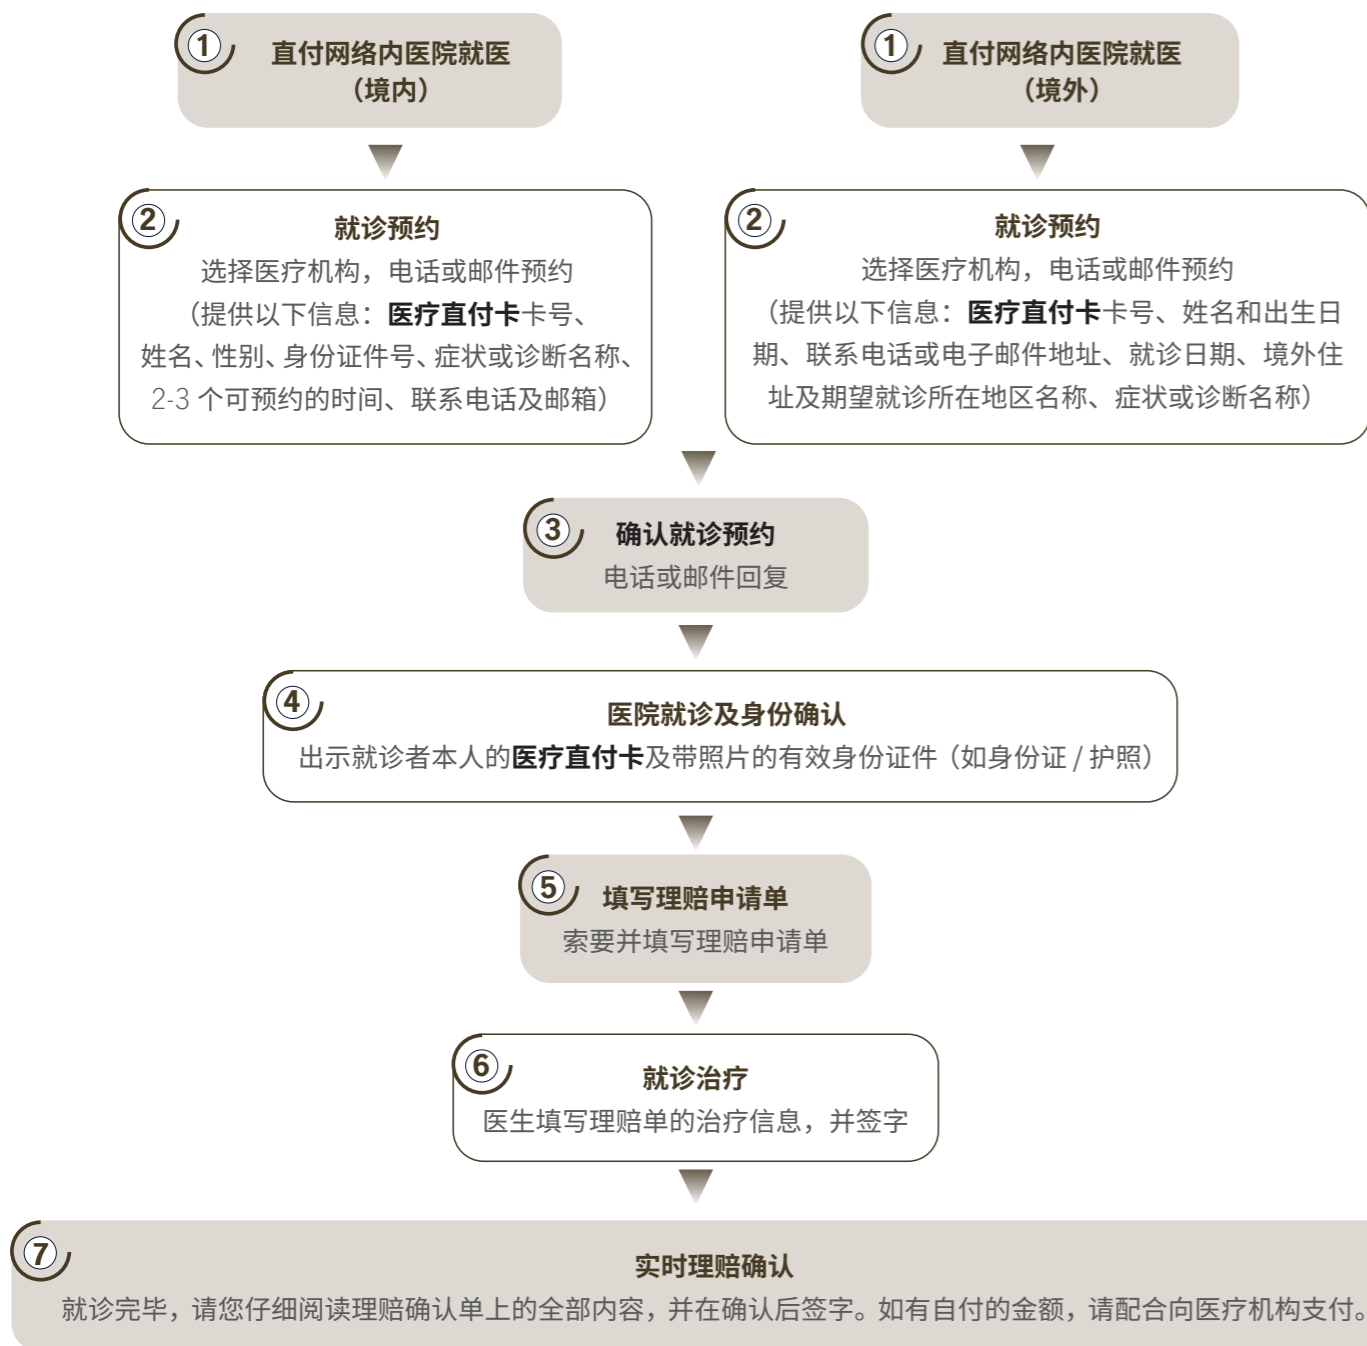 ①
直付网络内医院就医
（境内）
①
直付网络内医院就医
（境外）
②
就诊预约
选择医疗机构，电话或邮件预约
（提供以下信息：医疗直付卡卡号、
姓名、性别、身份证件号、症状或诊断名称、
2-3 个可预约的时间、联系电话及邮箱）
②
就诊预约
选择医疗机构，电话或邮件预约
（提供以下信息：医疗直付卡卡号、姓名和出生日
期、联系电话或电子邮件地址、就诊日期、境外住
址及期望就诊所在地区名称、症状或诊断名称）
③
确认就诊预约
电话或邮件回复
④
医院就诊及身份确认
出示就诊者本人的医疗直付卡及带照片的有效身份证件（如身份证 / 护照）
⑤
填写理赔申请单
索要并填写理赔申请单
⑥
就诊治疗
医生填写理赔单的治疗信息，并签字
⑦
实时理赔确认
就诊完毕，请您仔细阅读理赔确认单上的全部内容，并在确认后签字。如有自付的金额，请配合向医疗机构支付。